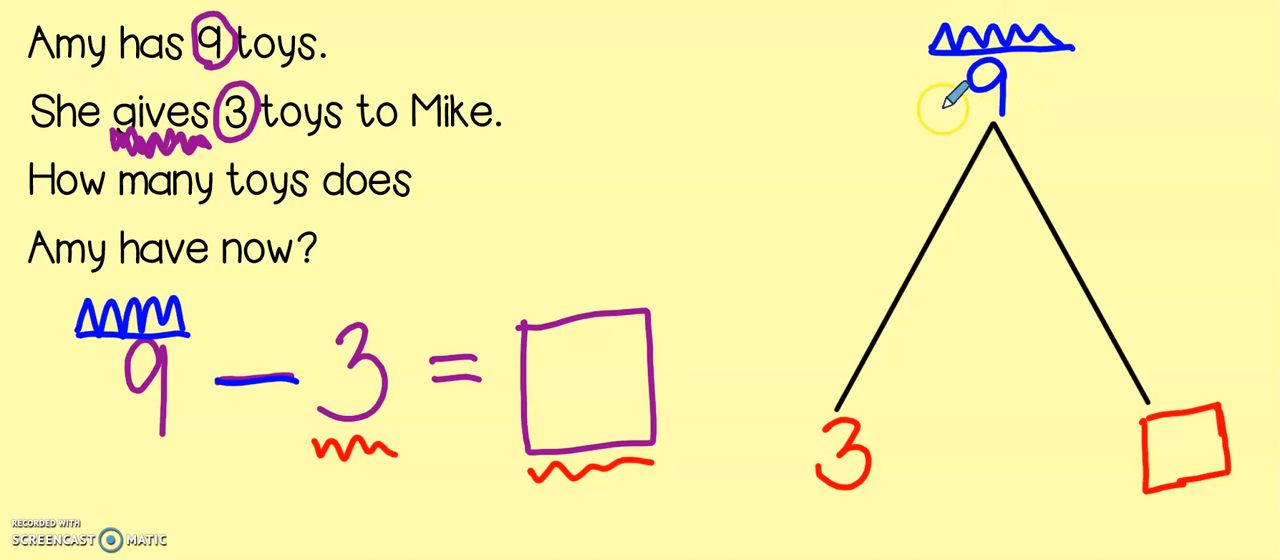 Amy has 9 toys.
She gives 3 toys to Mike.
How many toys does
Amy have now?
9 - 3 =
9
3
RECORDED WITH
SCREENCAST MATIC